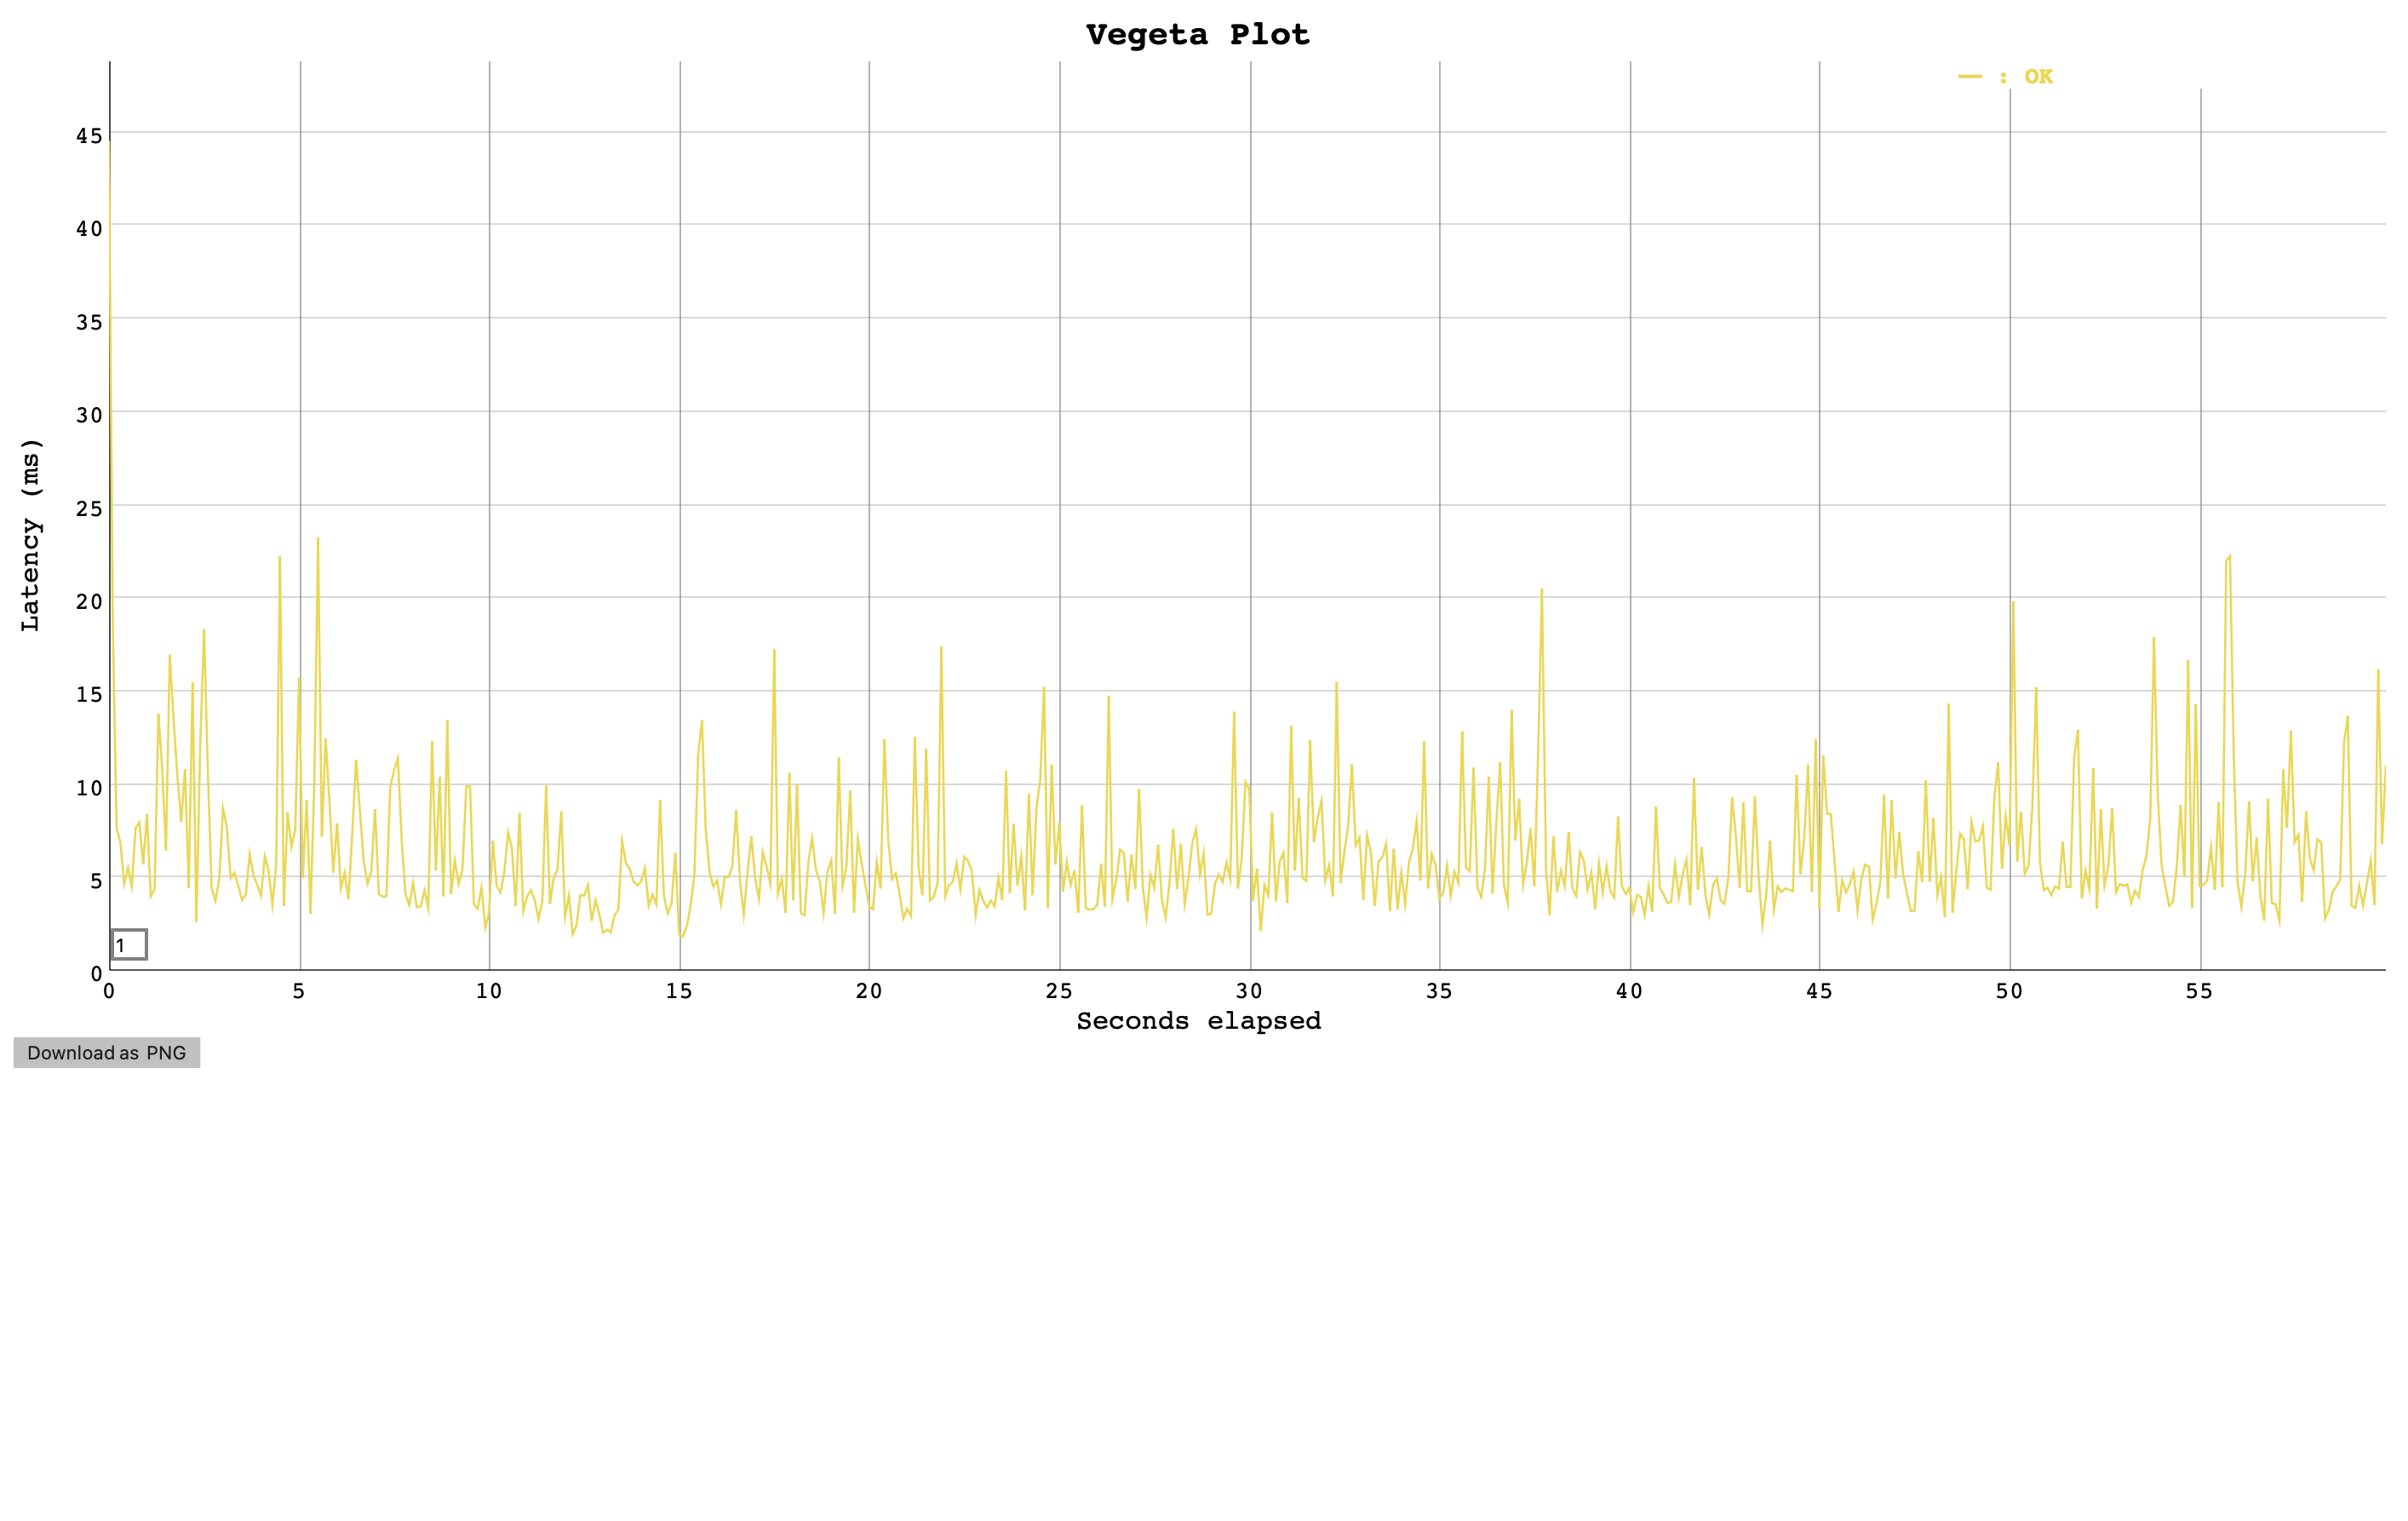 Vegeta Plot
— : OK
45
40
35
30
25
20
15
10
5
0
Latency (ms)
1
0 5 10 15 20 25 30 35 40 45 50 55
Seconds elapsed
Download as PNG